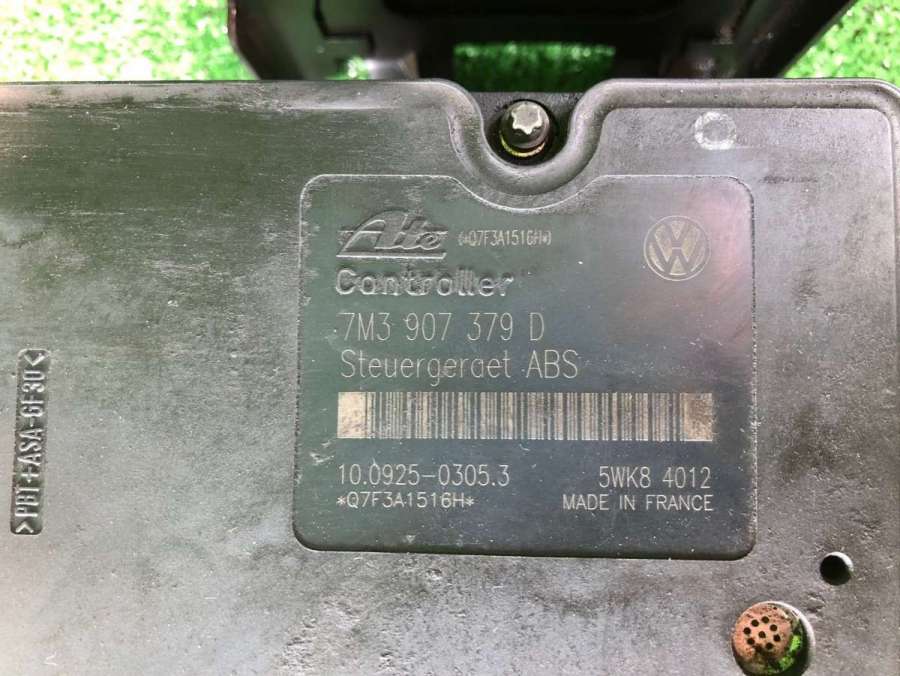 Ate (*Q7F3A1516H*)
Controller
7M3 907 379 D
Steuergeraet ABS
10.0925-0305.3 5WK8 4012
*Q7F3A1516H* MADE IN FRANCE
>PBT+ASA-GF30<